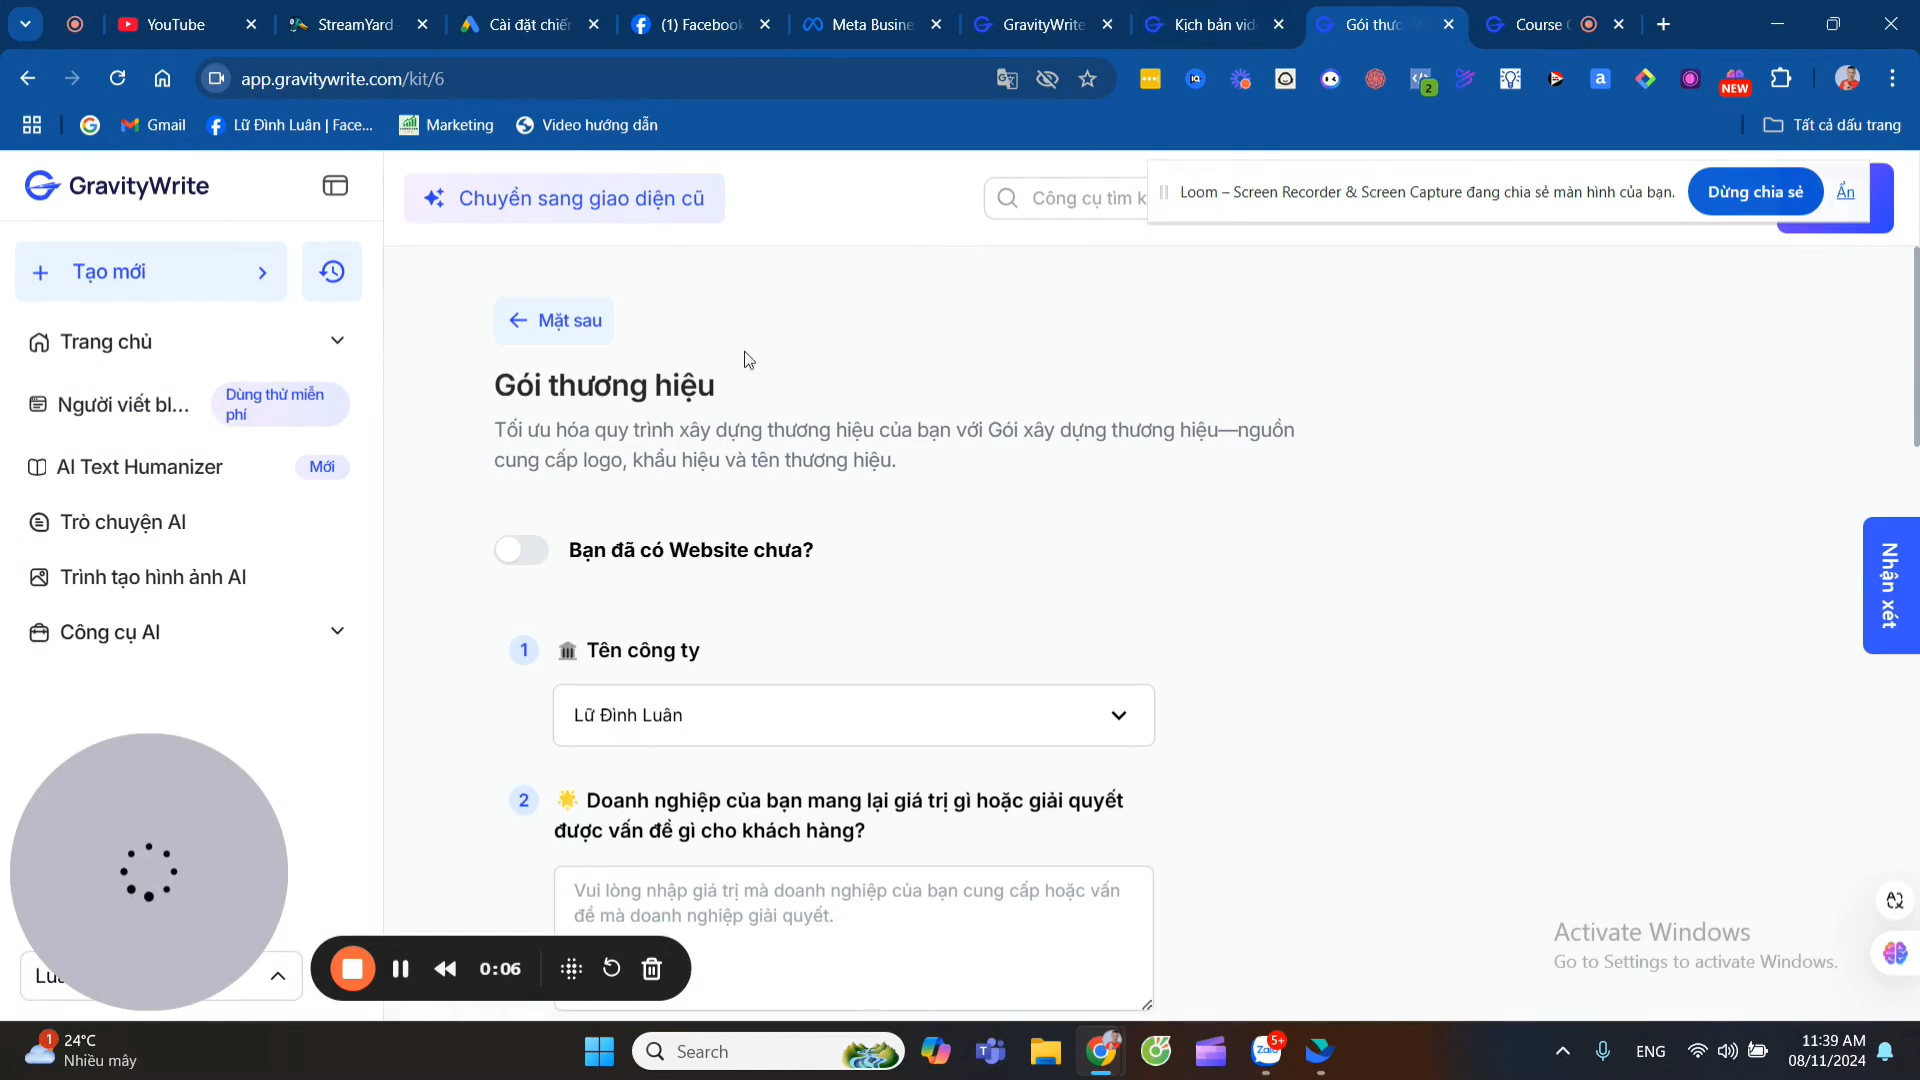 YouTube
StreamYard
Cài đặt chiến
(1) Facebook
Meta Busine
GravityWrite
Kịch bản vid
Gói thươ
Course
app.gravitywrite.com/kit/6
2
NEW
Gmail
Lữ Đình Luân | Face...
Marketing
Video hướng dẫn
Tất cả dấu trang
GravityWrite
Chuyển sang giao diện cũ
Công cụ tìm k
Loom – Screen Recorder & Screen Capture đang chia sẻ màn hình của bạn.
Dừng chia sẻ
Ẩn
Tạo mới
Trang chủ
Người viết bl...
Dùng thử miễn
phí
AI Text Humanizer
Mới
Trò chuyện AI
Trình tạo hình ảnh AI
Công cụ AI
Mặt sau
Gói thương hiệu
Tối ưu hóa quy trình xây dựng thương hiệu của bạn với Gói xây dựng thương hiệu—nguồn
cung cấp logo, khẩu hiệu và tên thương hiệu.
Bạn đã có Website chưa?
1
Tên công ty
Lữ Đình Luân
2
Doanh nghiệp của bạn mang lại giá trị gì hoặc giải quyết
được vấn đề gì cho khách hàng?
Vui lòng nhập giá trị mà doanh nghiệp của bạn cung cấp hoặc vấn
đề mà doanh nghiệp giải quyết.
Nhận xét
0:06
Activate Windows
Go to Settings to activate Windows.
1
24°C
Nhiều mây
Search
Zalo
5+
ENG
11:39 AM
08/11/2024